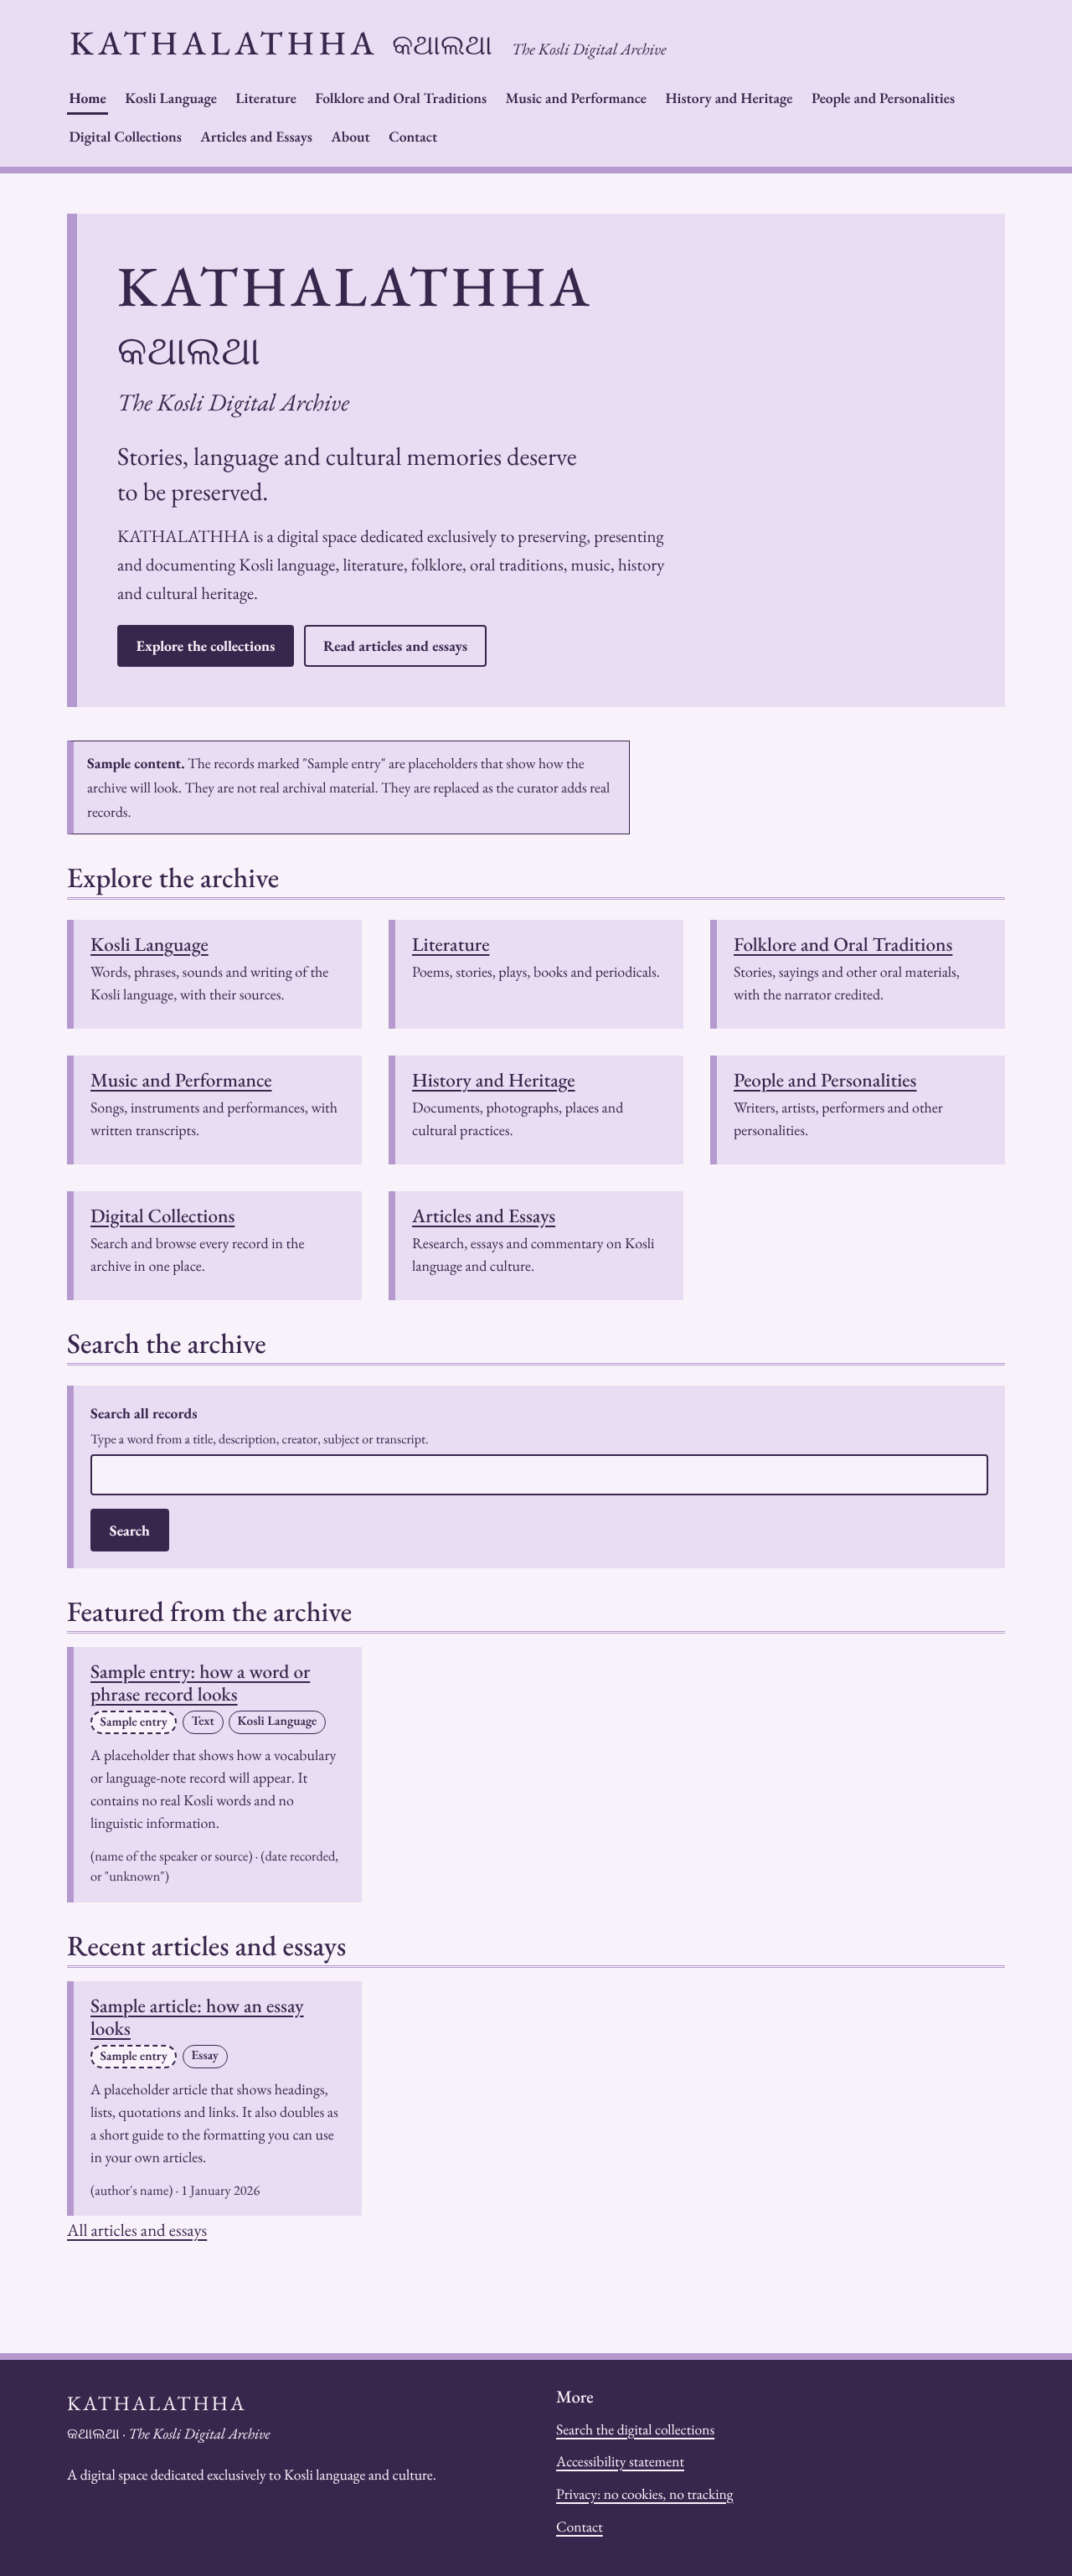 KATHALATHHA କଥାଲଥା The Kosli Digital Archive
Home Kosli Language Literature Folklore and Oral Traditions Music and Performance History and Heritage People and Personalities
Digital Collections Articles and Essays About Contact
KATHALATHHA
କଥାଲଥା
The Kosli Digital Archive
Stories, language and cultural memories deserve
to be preserved.
KATHALATHHA is a digital space dedicated exclusively to preserving, presenting
and documenting Kosli language, literature, folklore, oral traditions, music, history
and cultural heritage.
Explore the collections Read articles and essays
Sample content. The records marked "Sample entry" are placeholders that show how the
archive will look. They are not real archival material. They are replaced as the curator adds real
records.
Explore the archive
Kosli Language
Words, phrases, sounds and writing of the
Kosli language, with their sources.
Literature
Poems, stories, plays, books and periodicals.
Folklore and Oral Traditions
Stories, sayings and other oral materials,
with the narrator credited.
Music and Performance
Songs, instruments and performances, with
written transcripts.
History and Heritage
Documents, photographs, places and
cultural practices.
People and Personalities
Writers, artists, performers and other
personalities.
Digital Collections
Search and browse every record in the
archive in one place.
Articles and Essays
Research, essays and commentary on Kosli
language and culture.
Search the archive
Search all records
Type a word from a title, description, creator, subject or transcript.
Search
Featured from the archive
Sample entry: how a word or
phrase record looks
Sample entry Text Kosli Language
A placeholder that shows how a vocabulary
or language-note record will appear. It
contains no real Kosli words and no
linguistic information.
(name of the speaker or source) · (date recorded,
or "unknown")
Recent articles and essays
Sample article: how an essay
looks
Sample entry Essay
A placeholder article that shows headings,
lists, quotations and links. It also doubles as
a short guide to the formatting you can use
in your own articles.
(author's name) · 1 January 2026
All articles and essays
KATHALATHHA
କଥାଲଥା · The Kosli Digital Archive
A digital space dedicated exclusively to Kosli language and culture.
More
Search the digital collections
Accessibility statement
Privacy: no cookies, no tracking
Contact